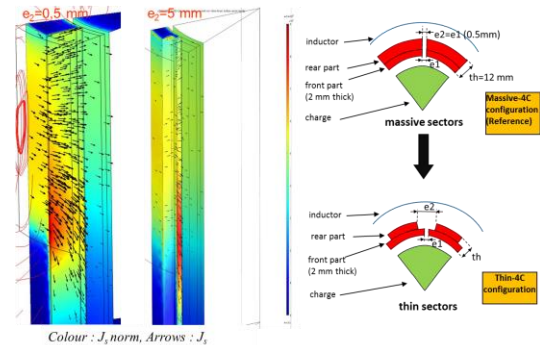 e₂=0,5 mm
e₂=5 mm
Colour : Jₛ norm, Arrows : Jₛ
inductor
rear part
front part
(2 mm thick)
charge
e2=e1 (0.5mm)
e1
th=12 mm
massive sectors
Massive-4C
configuration
(Reference)
inductor
rear part
front part
(2 mm thick)
charge
e2
e1
th
thin sectors
Thin-4C
configuration